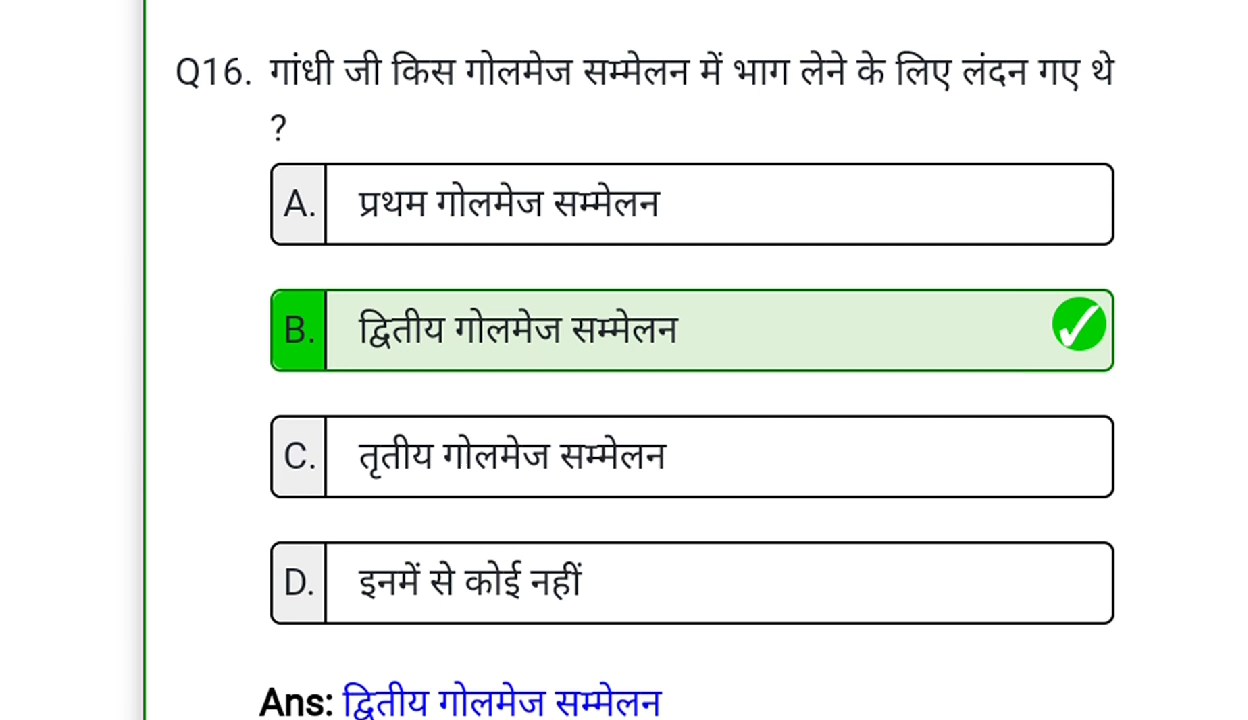 Q16. गांधी जी किस गोलमेज सम्मेलन में भाग लेने के लिए लंदन गए थे
?
A. प्रथम गोलमेज सम्मेलन
B. द्वितीय गोलमेज सम्मेलन
C. तृतीय गोलमेज सम्मेलन
D. इनमें से कोई नहीं
Ans: द्वितीय गोलमेज सम्मेलन